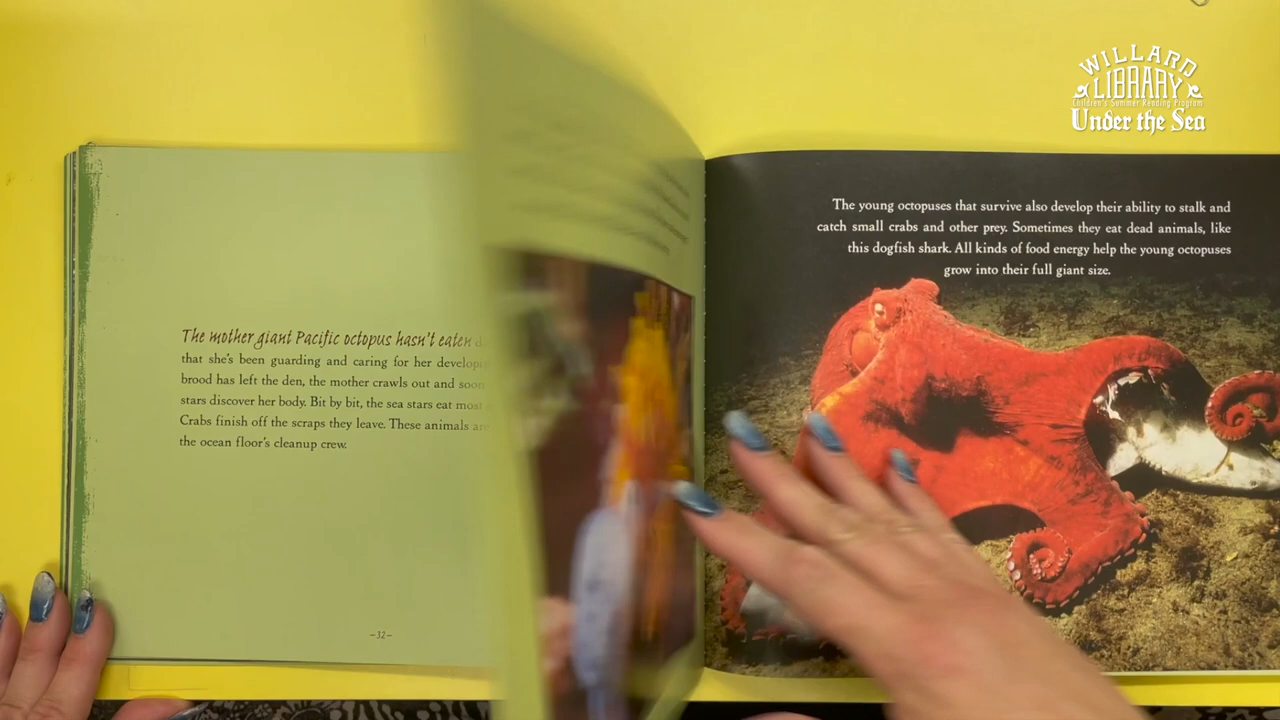 WILLARD
LIBRARY
Children's Summer Reading Program
Under the Sea
The mother giant Pacific octopus hasn't eaten
that she's been guarding and caring for her
brood has left the den, the mother crawls out and
stars discover her body. Bit by bit, the sea stars eat
Crabs finish off the scraps they leave. These animals
the ocean floor's cleanup crew.
–32–
The young octopuses that survive also develop their ability to stalk and
catch small crabs and other prey. Sometimes they eat dead animals, like
this dogfish shark. All kinds of food energy help the young octopuses
grow into their full giant size.